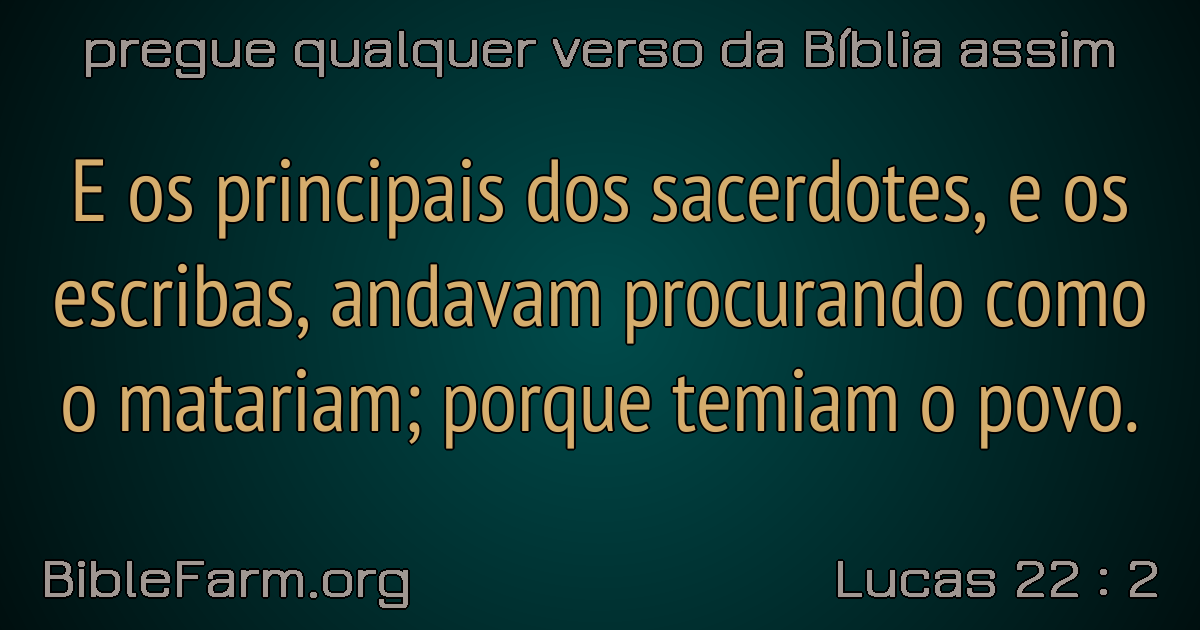 pregue qualquer verso da Bíblia assim
E os principais dos sacerdotes, e os
escribas, andavam procurando como
o matariam; porque temiam o povo.
BibleFarm.org
Lucas 22 : 2